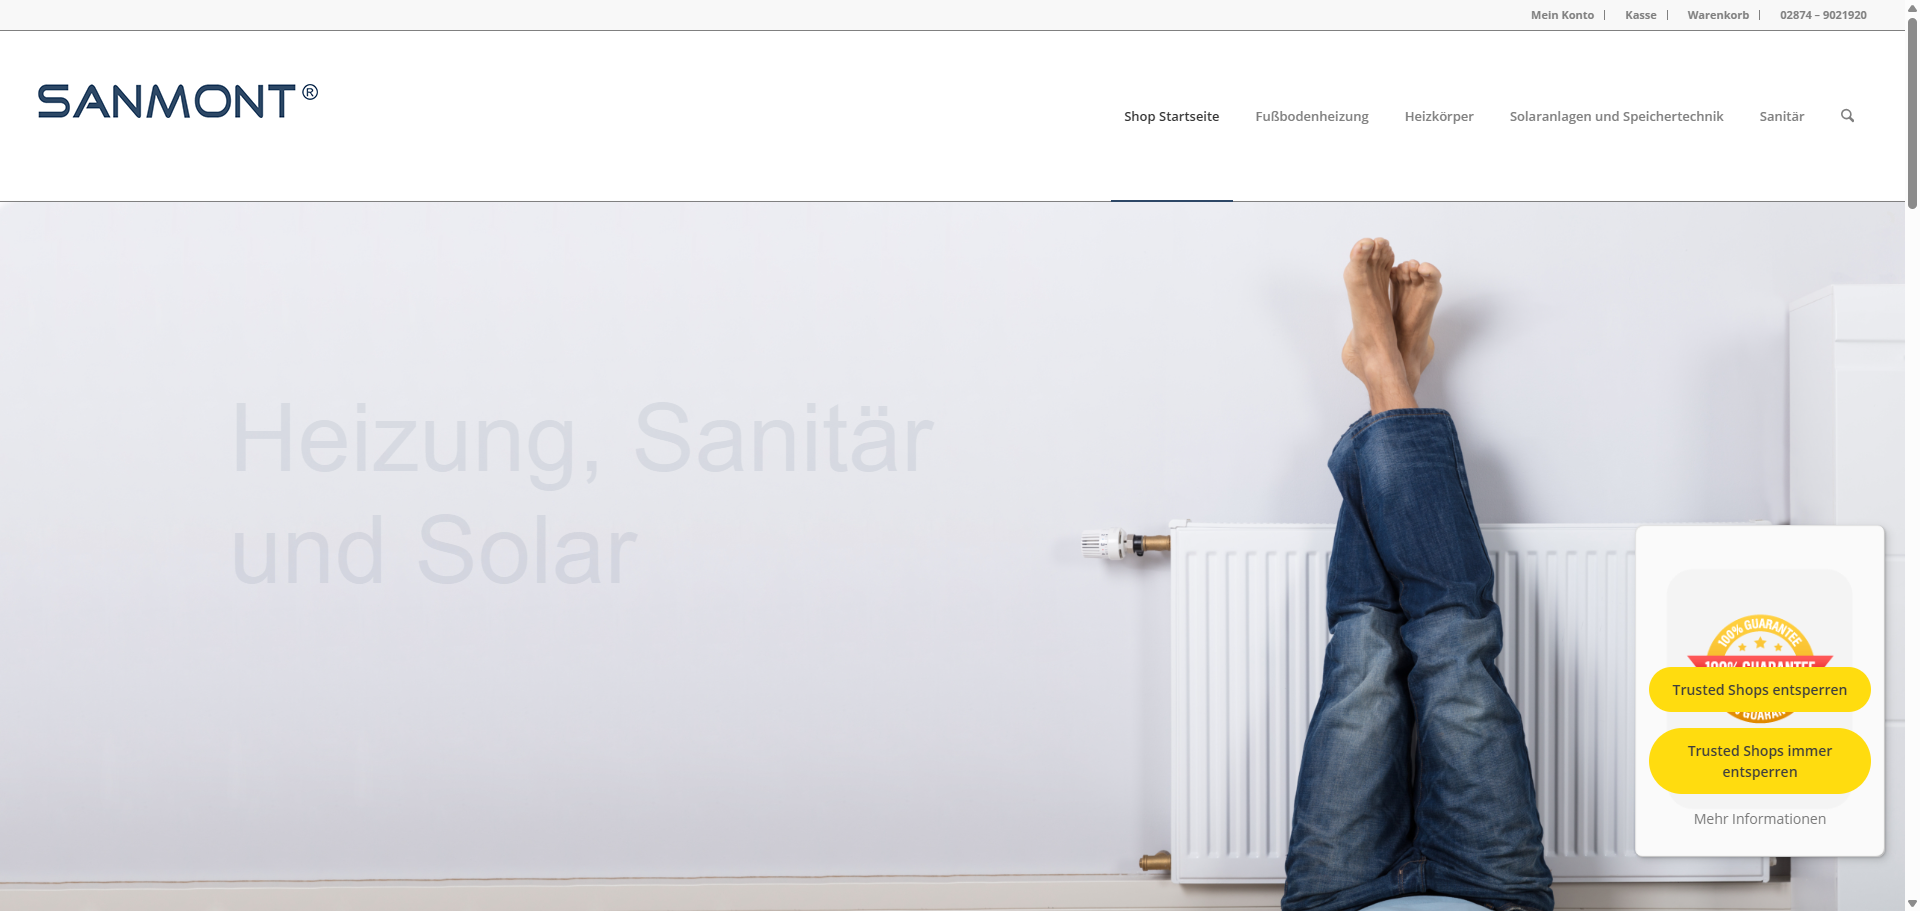 Mein Konto
Kasse
Warenkorb
02874 – 9021920
SANMONT®
Shop Startseite
Fußbodenheizung
Heizkörper
Solaranlagen und Speichertechnik
Sanitär
Heizung, Sanitär
und Solar
100% GUARANTEE
100% GUARANTEE
Trusted Shops entsperren
Trusted Shops immer
entsperren
Mehr Informationen